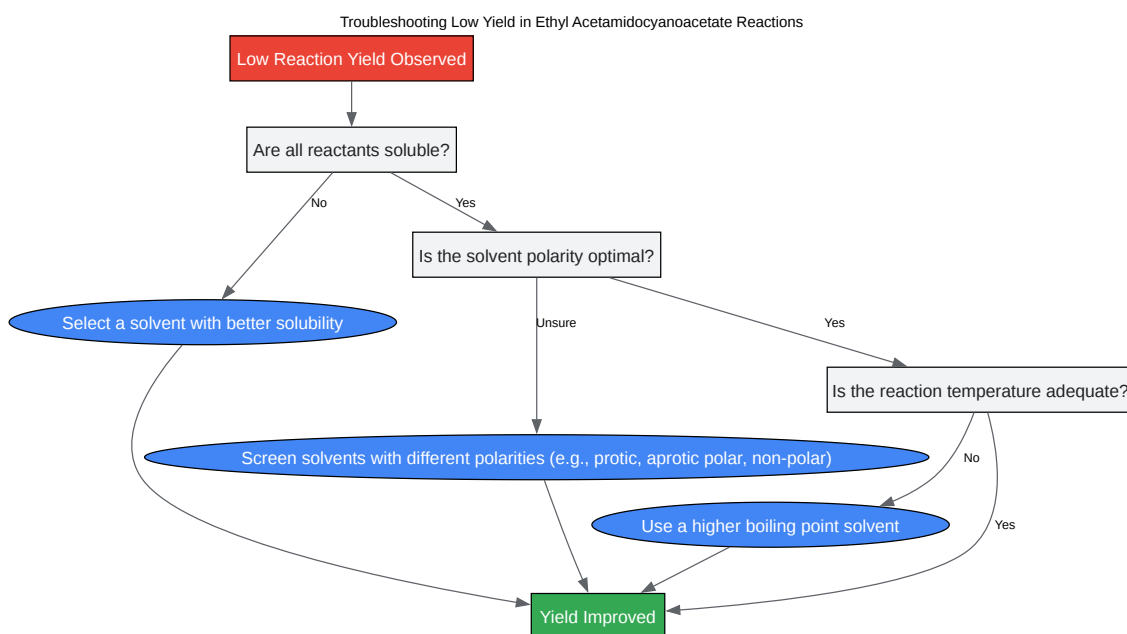 Troubleshooting Low Yield in Ethyl Acetamidocyanoacetate Reactions
Low Reaction Yield Observed
Are all reactants soluble?
No
Yes
Is the solvent polarity optimal?
Select a solvent with better solubility
Unsure
Yes
Is the reaction temperature adequate?
Screen solvents with different polarities (e.g., protic, aprotic polar, non-polar)
No
Use a higher boiling point solvent
Yes
Yield Improved